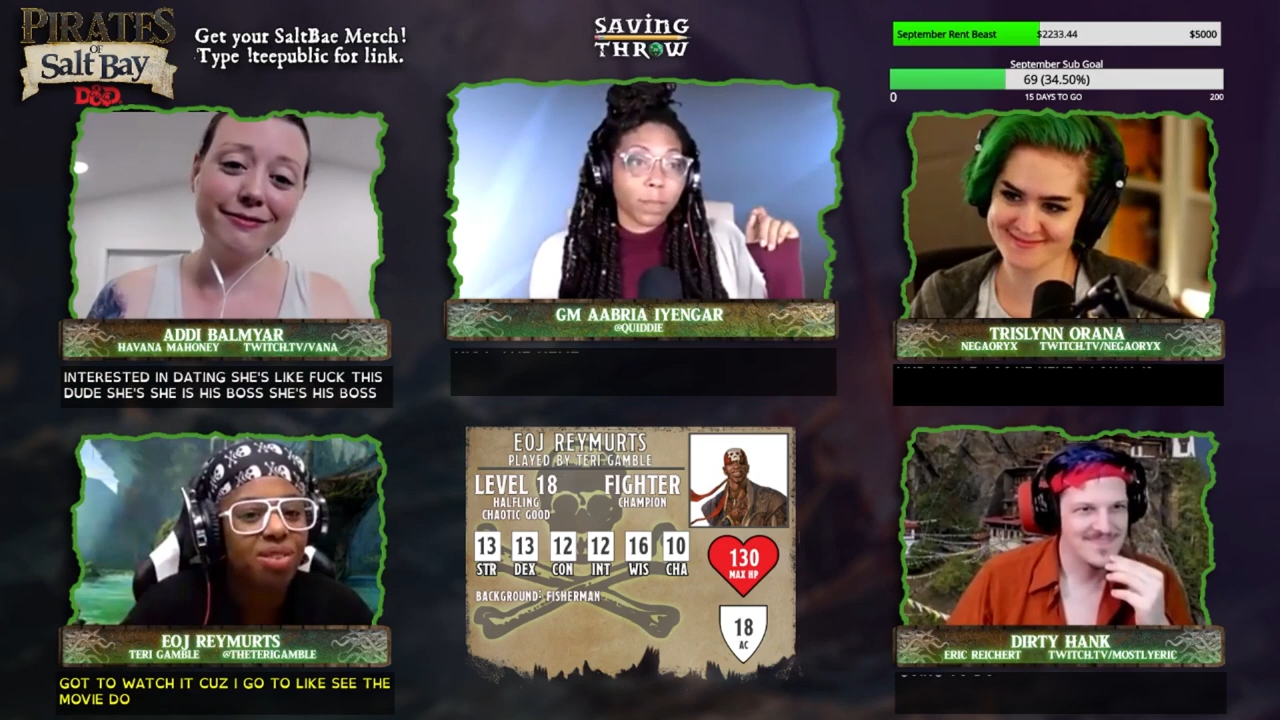 PIRATES
OF
Salt Bay
D&D
Get your SaltBae Merch!
Type !teepublic for link.
SAVING
THROW
September Rent Beast $2233.44 $5000
September Sub Goal
69 (34.50%)
0 15 DAYS TO GO 200
ADDI BALMYAR
HAVANA MAHONEY TWITCH.TV/VANA
INTERESTED IN DATING SHE'S LIKE FUCK THIS
DUDE SHE'S SHE IS HIS BOSS SHE'S HIS BOSS
GM AABRIA IYENGAR
@QUIDDIE
TRISLYNN ORANA
NEGAORYX TWITCH.TV/NEGAORYX
EOJ REYMURTS
TERI GAMBLE @THETERIGAMBLE
GOT TO WATCH IT CUZ I GO TO LIKE SEE THE
MOVIE DO
EOJ REYMURTS
PLAYED BY TERI GAMBLE
LEVEL 18 FIGHTER
HALFLING CHAMPION
CHAOTIC GOOD
13 13 12 12 16 10
STR DEX CON INT WIS CHA
BACKGROUND: FISHERMAN
130
MAX HP
18
AC
DIRTY HANK
ERIC REICHERT TWITCH.TV/MOSTLYERIC